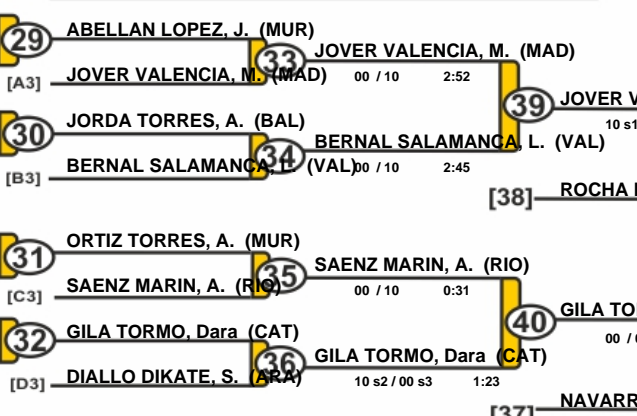 29 ABELLAN LOPEZ, J. (MUR)
[A3] JOVER VALENCIA, M. (MAD)
33 JOVER VALENCIA, M. (MAD)
00 / 10 2:52
39 JOVER V
10 s1
30 JORDA TORRES, A. (BAL)
[B3] BERNAL SALAMANCA, L. (VAL)
34 BERNAL SALAMANCA, L. (VAL)
00 / 10 2:45
[38] ROCHA
31 ORTIZ TORRES, A. (MUR)
[C3] SAENZ MARIN, A. (RIO)
35 SAENZ MARIN, A. (RIO)
00 / 10 0:31
40 GILA TO
00 /
32 GILA TORMO, Dara (CAT)
[D3] DIALLO DIKATE, S. (ARA)
36 GILA TORMO, Dara (CAT)
10 s2 / 00 s3 1:23
[37] NAVARR